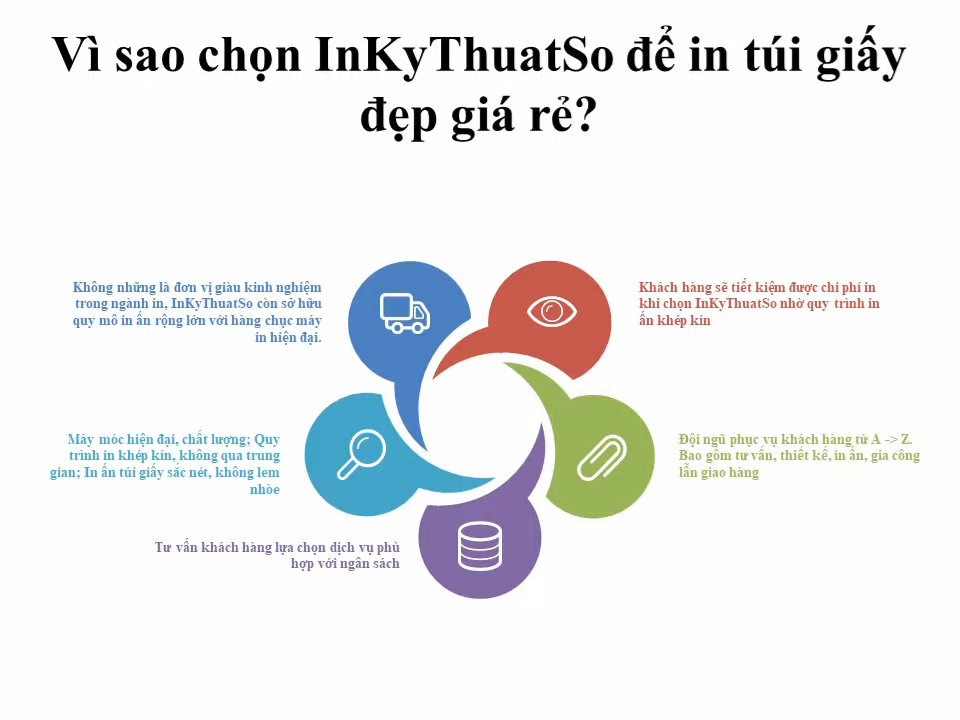 Vì sao chọn InKyThuatSo để in túi giấy
đẹp giá rẻ?
Không những là đơn vị giàu kinh nghiệm
trong ngành in, InKyThuatSo còn sở hữu
quy mô in ấn rộng lớn với hàng chục máy
in hiện đại.
Khách hàng sẽ tiết kiệm được chi phí in
khi chọn InKyThuatSo nhờ quy trình in
ấn khép kín
Máy móc hiện đại, chất lượng; Quy
trình in khép kín, không qua trung
gian; In ấn túi giấy sắc nét, không lem
nhòe
Đội ngũ phục vụ khách hàng từ A -> Z.
Bao gồm tư vấn, thiết kế, in ấn, gia công
lẫn giao hàng
Tư vấn khách hàng lựa chọn dịch vụ phù
hợp với ngân sách